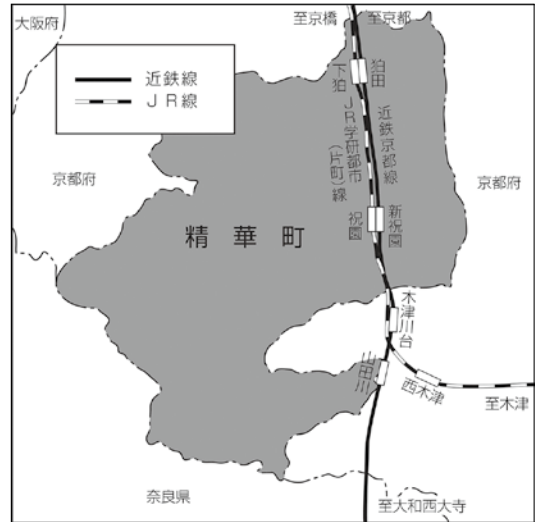 大阪府
至京橋
至京都
近鉄線
ＪＲ線
下狛
狛田
ＪＲ学研都市
(片町)線
近鉄京都線
京都府
京都府
精華町
祝園
新祝園
木津川台
山田川
西木津
至木津
奈良県
至大和西大寺